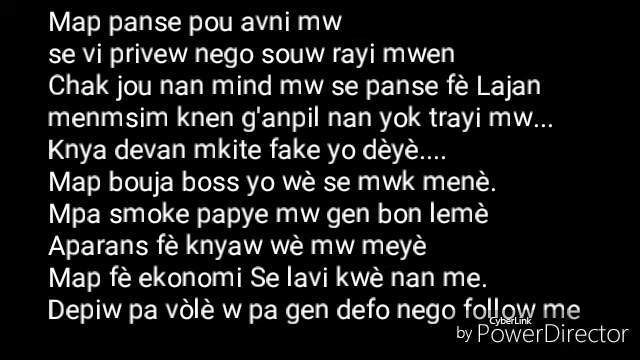 Map panse pou avni mw
se vi privew nego souw rayi mwen
Chak jou nan mind mw se panse fè Lajan
menmsim knen g'anpil nan yok trayi mw...
Knya devan mkite fake yo dèyè....
Map bouja boss yo wè se mwk menè.
Mpa smoke papye mw gen bon lemè
Aparans fè knyaw wè mw meyè
Map fè ekonomi Se lavi kwè nan me.
Depiw pa vòlè w pa gen defo nego follow me
CyberLink
by PowerDirector